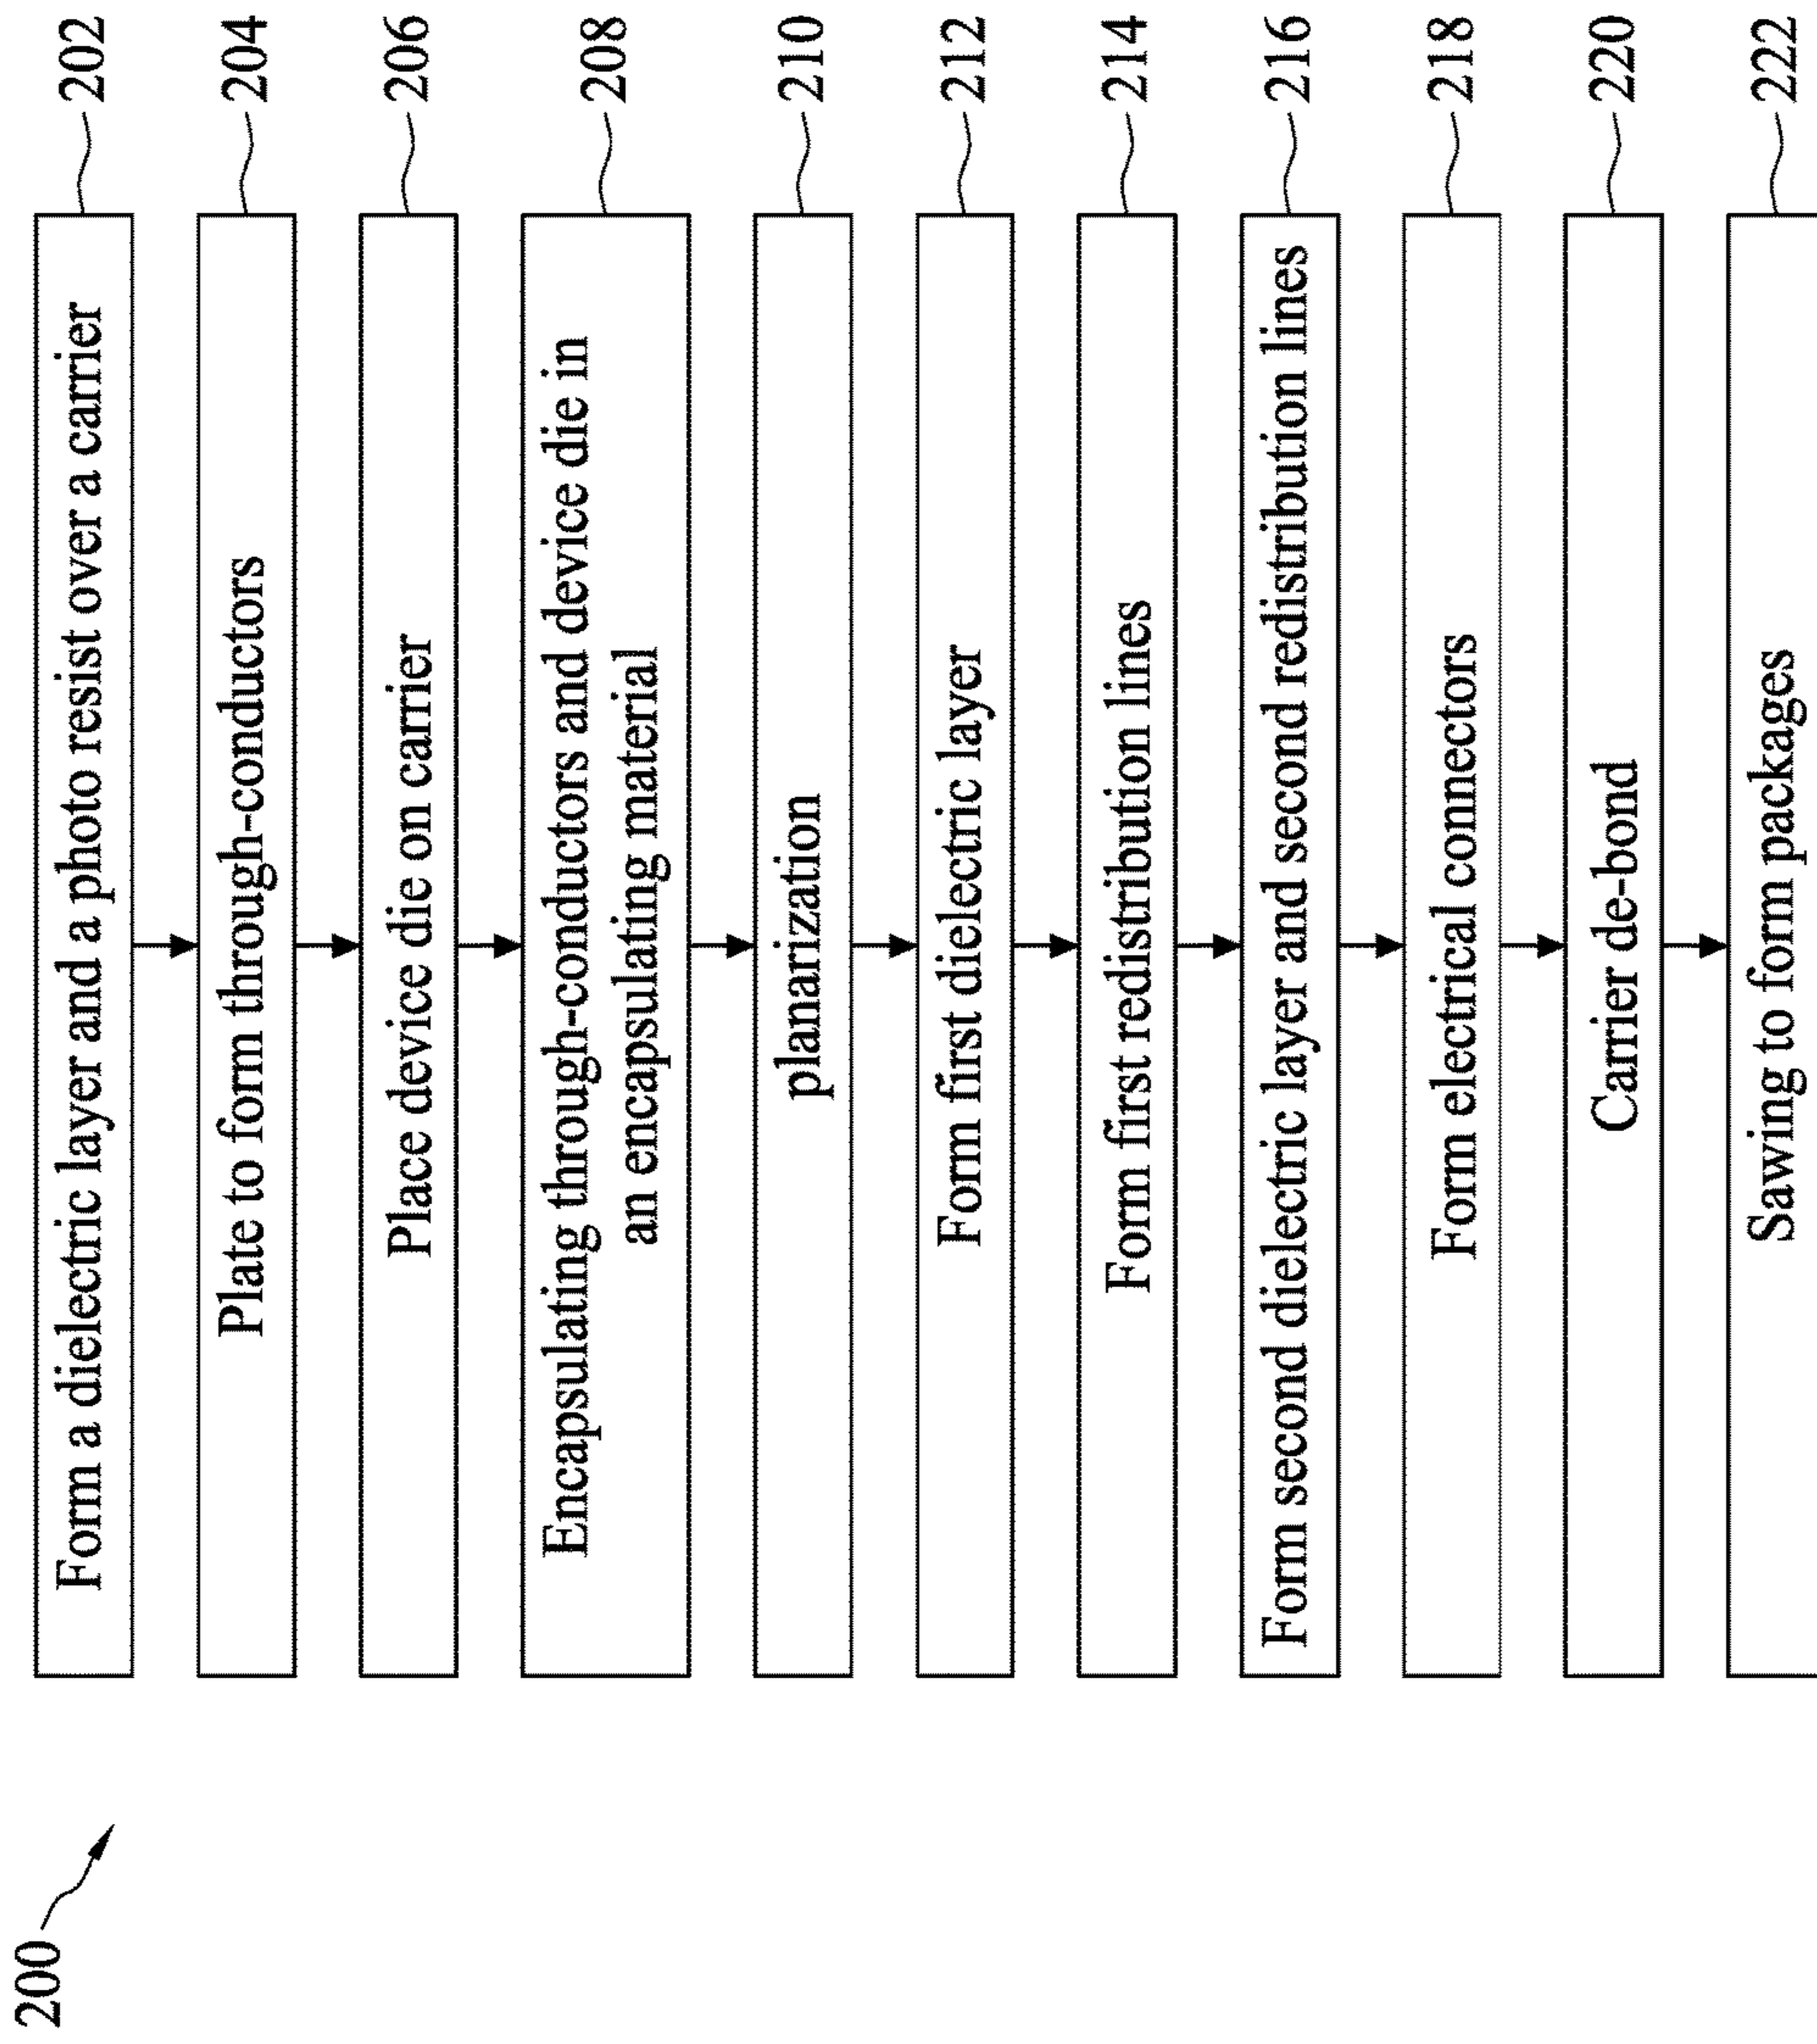 200
Form a dielectric layer and a photo resist over a carrier
202
Plate to form through-conductors
204
Place device die on carrier
206
Encapsulating through-conductors and device die in
an encapsulating material
208
planarization
210
Form first dielectric layer
212
Form first redistribution lines
214
Form second dielectric layer and second redistribution lines
216
Form electrical connectors
218
Carrier de-bond
220
Sawing to form packages
222